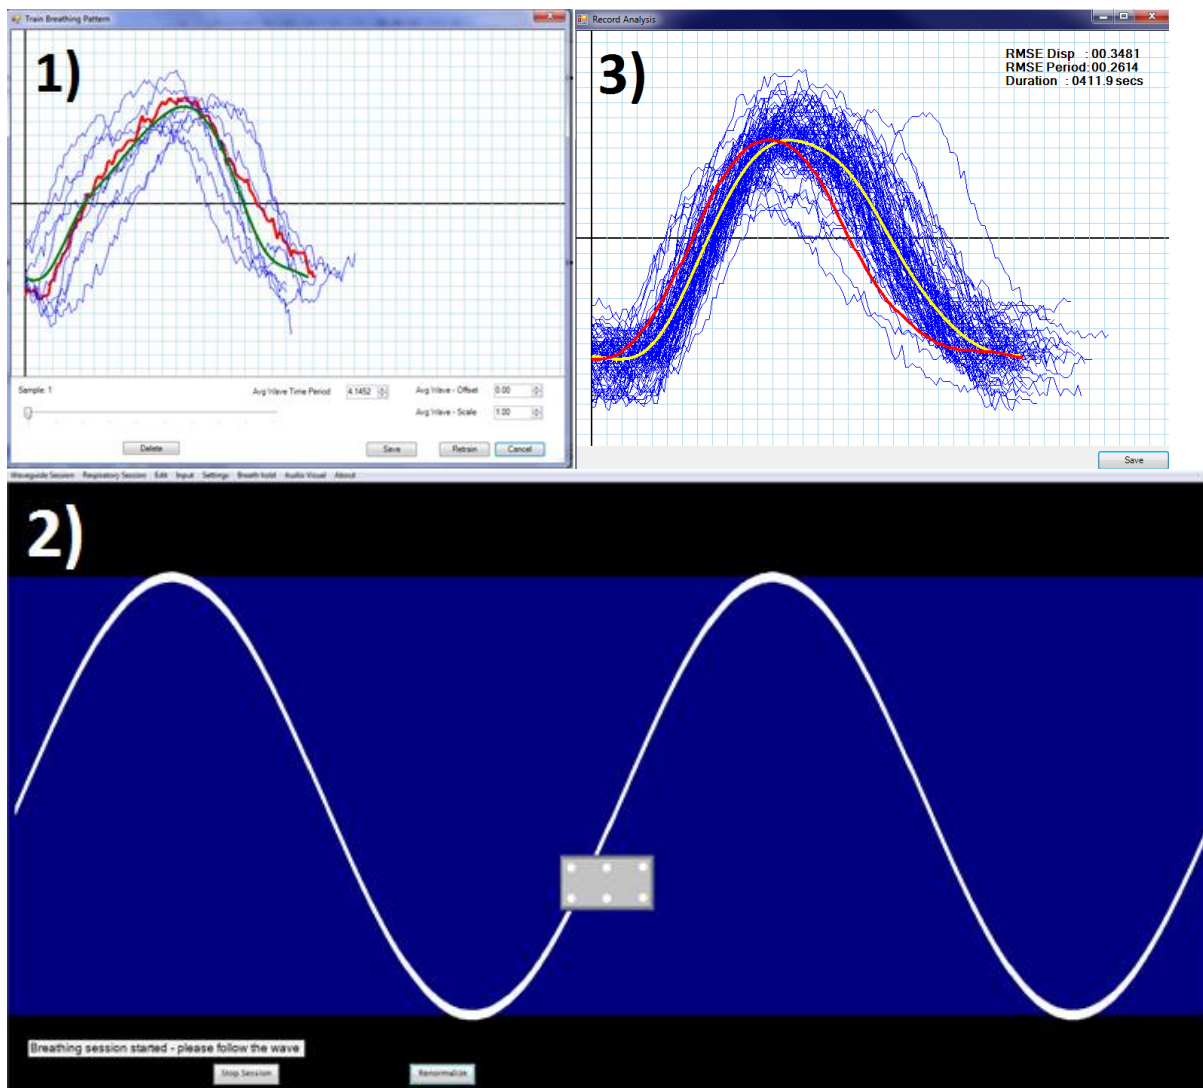 Train Breathing Pattern
1)
Sample: 1
Avg Wave Time Period 4.1452
Avg Wave - Offset 0.00
Avg Wave - Scale 1.00
Delete
Save
Retrain
Cancel
Record Analysis
3)
RMSE Disp : 00.3481
RMSE Period: 00.2614
Duration : 0411.9 secs
Save
Waveguide Session Respiratory Session Edit Input Settings Breath hold Audio Visual About
2)
Breathing session started - please follow the wave
Stop Session
Renormalize